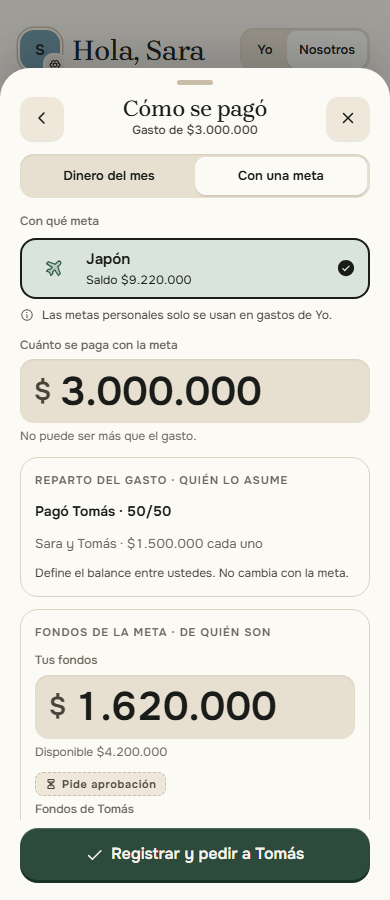 S
Hola, Sara
Yo
Nosotros
Cómo se pagó
Gasto de $3.000.000
Dinero del mes
Con una meta
Con qué meta
Japón
Saldo $9.220.000
Las metas personales solo se usan en gastos de Yo.
Cuánto se paga con la meta
$ 3.000.000
No puede ser más que el gasto.
REPARTO DEL GASTO · QUIÉN LO ASUME
Pagó Tomás · 50/50
Sara y Tomás · $1.500.000 cada uno
Define el balance entre ustedes. No cambia con la meta.
FONDOS DE LA META · DE QUIÉN SON
Tus fondos
$ 1.620.000
Disponible $4.200.000
Pide aprobación
Fondos de Tomás
Registrar y pedir a Tomás